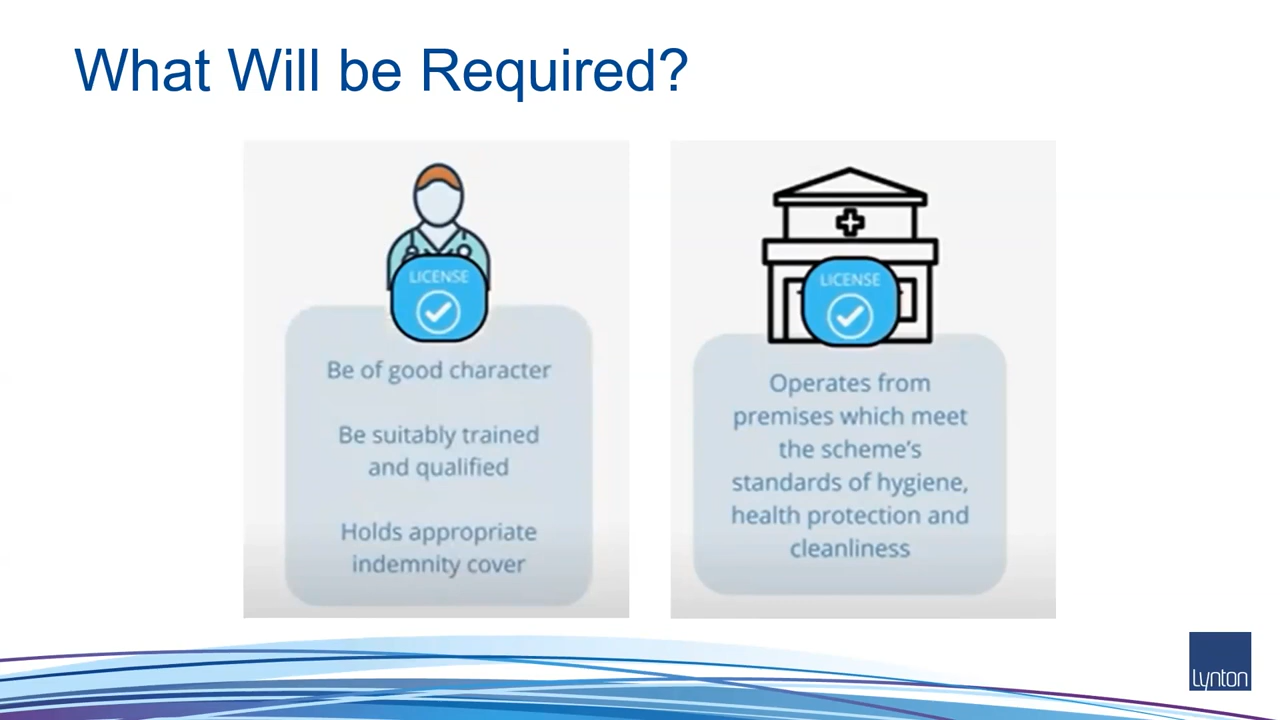 What Will be Required?
LICENSE
Be of good character
Be suitably trained
and qualified
Holds appropriate
indemnity cover
LICENSE
Operates from
premises which meet
the scheme's
standards of hygiene,
health protection and
cleanliness
Lynton